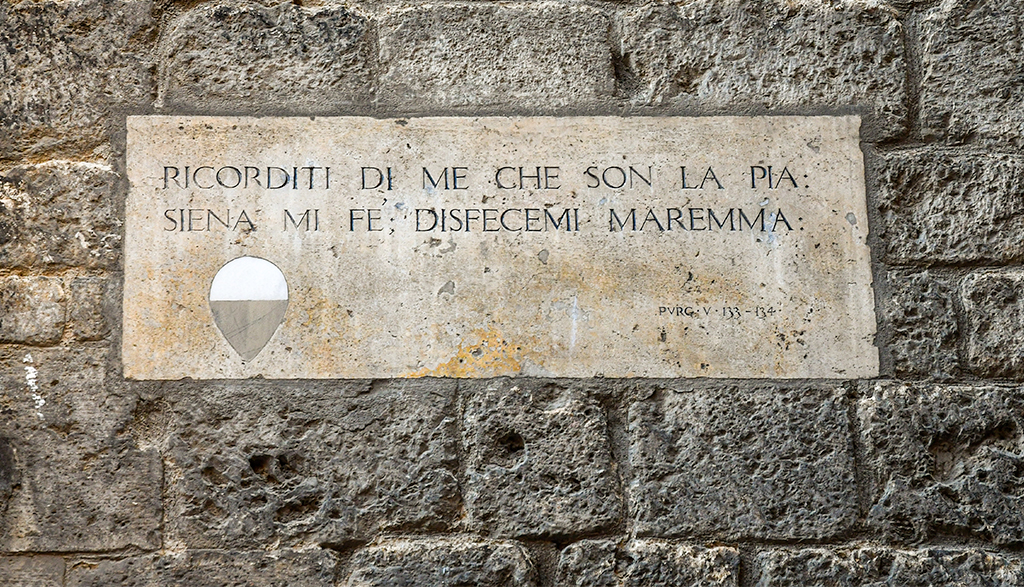 RICORDITI DI ME CHE SON LA PIA:
SIENA MI FE; DISFECEMI MAREMMA:
PVRG · V · 133 – 134